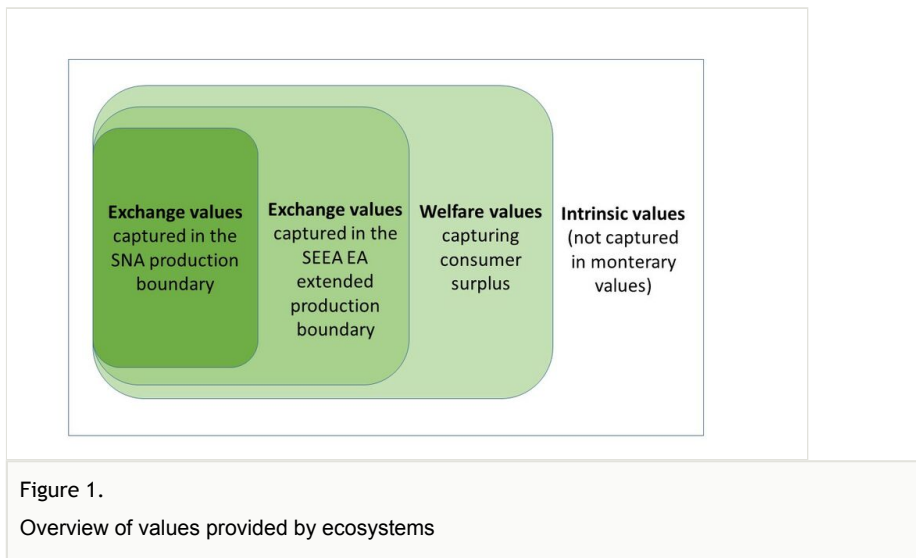 Exchange values
captured in the
SNA production
boundary
Exchange values
captured in the
SEEA EA
extended
production
boundary
Welfare values
capturing
consumer
surplus
Intrinsic values
(not captured
in monterary
values)
Figure 1.
Overview of values provided by ecosystems